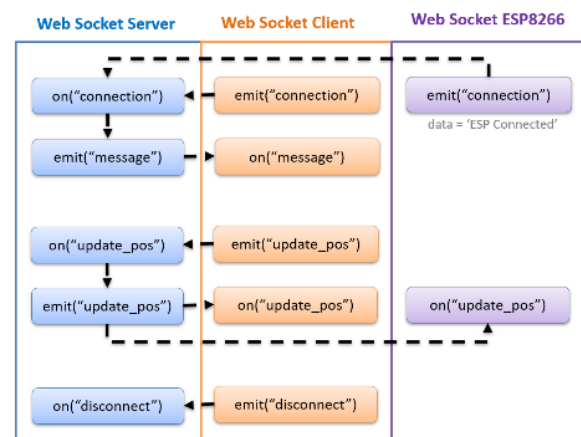 Web Socket Server Web Socket Client Web Socket ESP8266
on(“connection”) emit(“connection”) emit(“connection”)
data = ‘ESP Connected’
emit(“message”) on(“message”)
on(“update_pos”) emit(“update_pos”)
emit(“update_pos”) on(“update_pos”) on(“update_pos”)
on(“disconnect”) emit(“disconnect”)